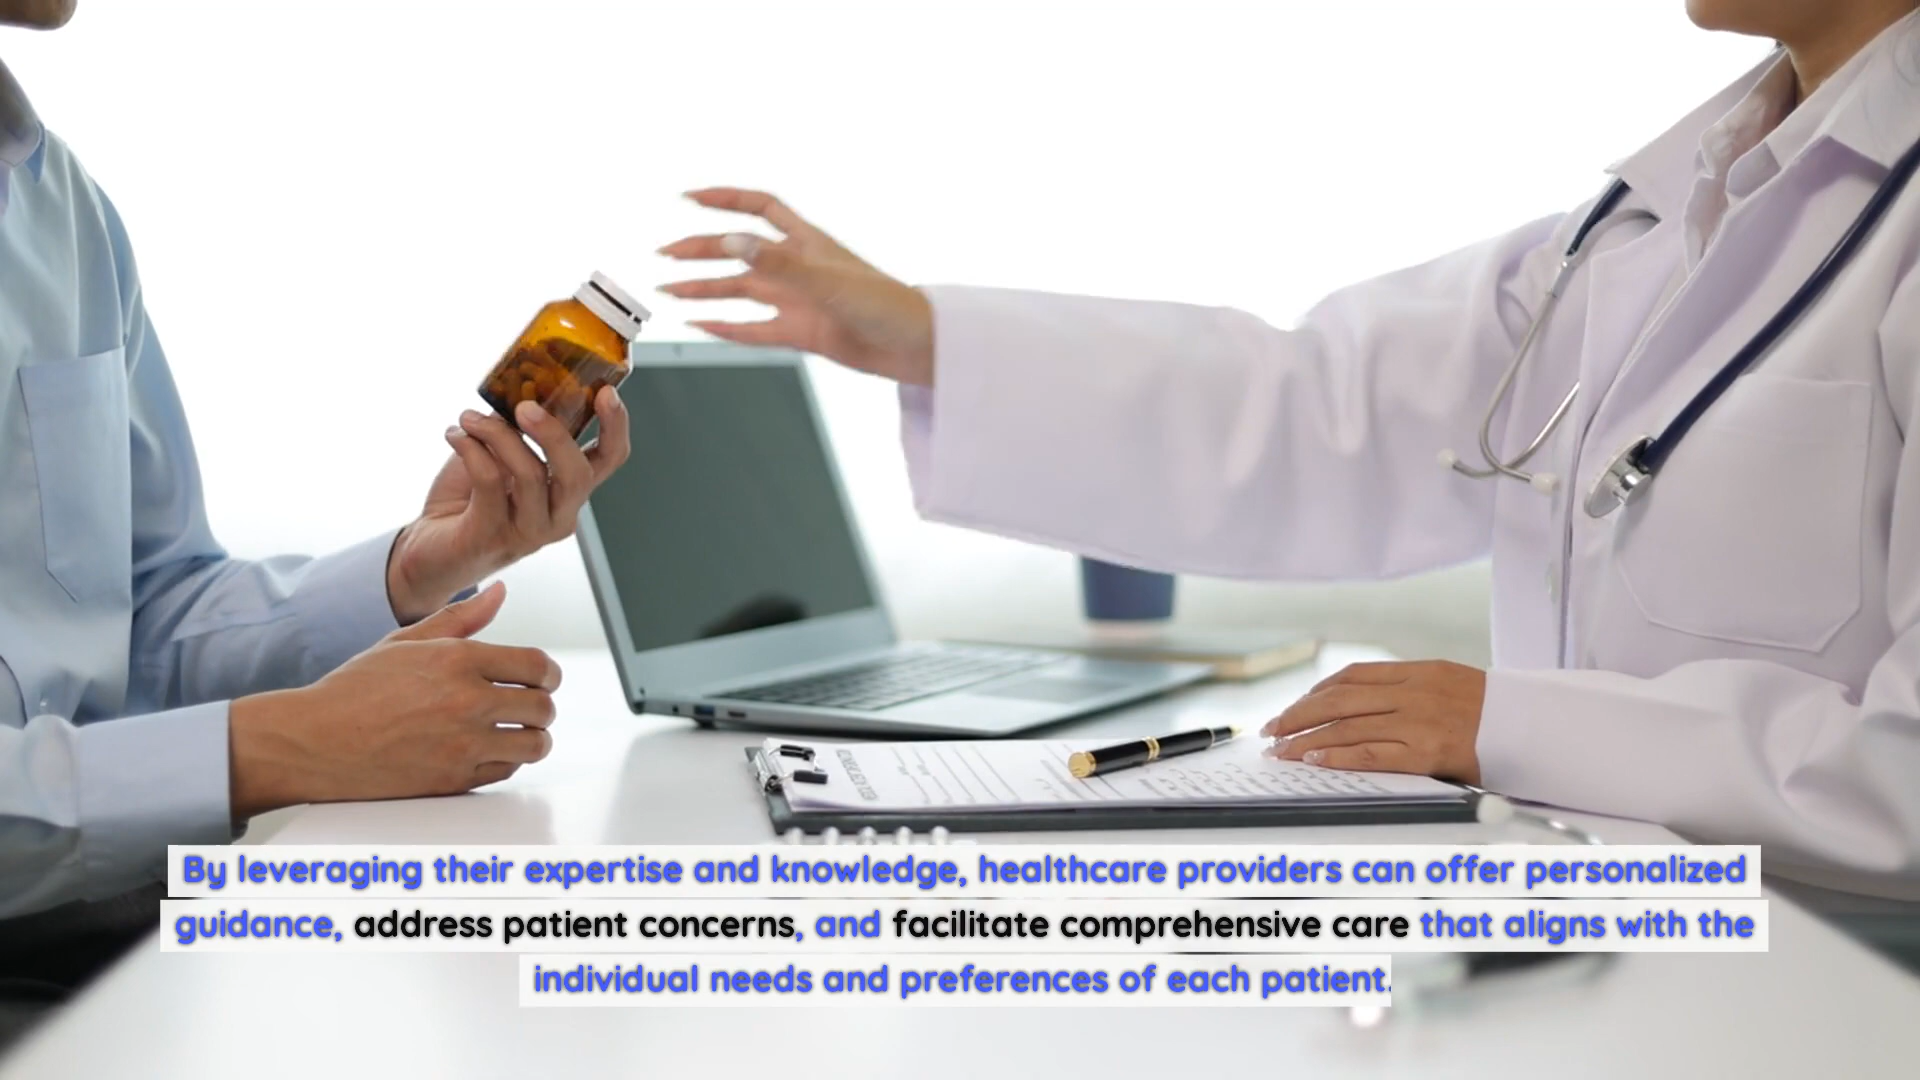 By leveraging their expertise and knowledge, healthcare providers can offer personalized
guidance, address patient concerns, and facilitate comprehensive care that aligns with the
individual needs and preferences of each patient.